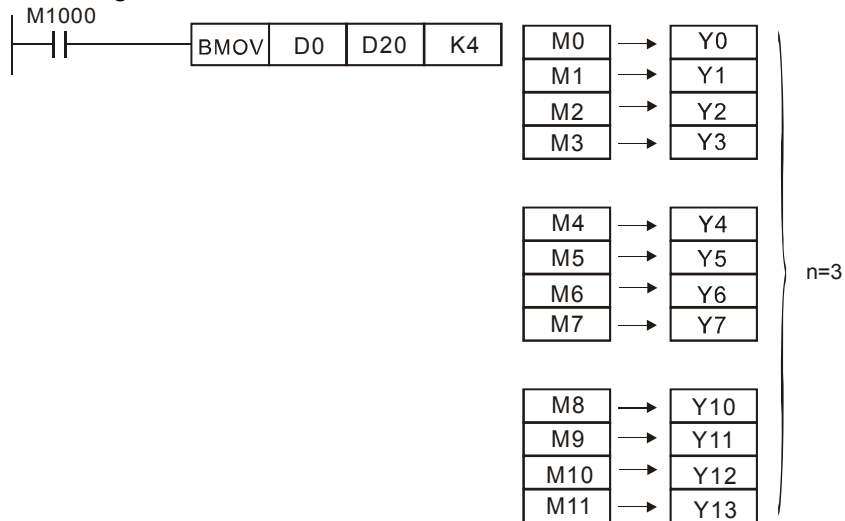 M1000
BMOV D0 D20 K4
M0 Y0
M1 Y1
M2 Y2
M3 Y3
M4 Y4
M5 Y5
M6 Y6
M7 Y7
n=3
M8 Y10
M9 Y11
M10 Y12
M11 Y13